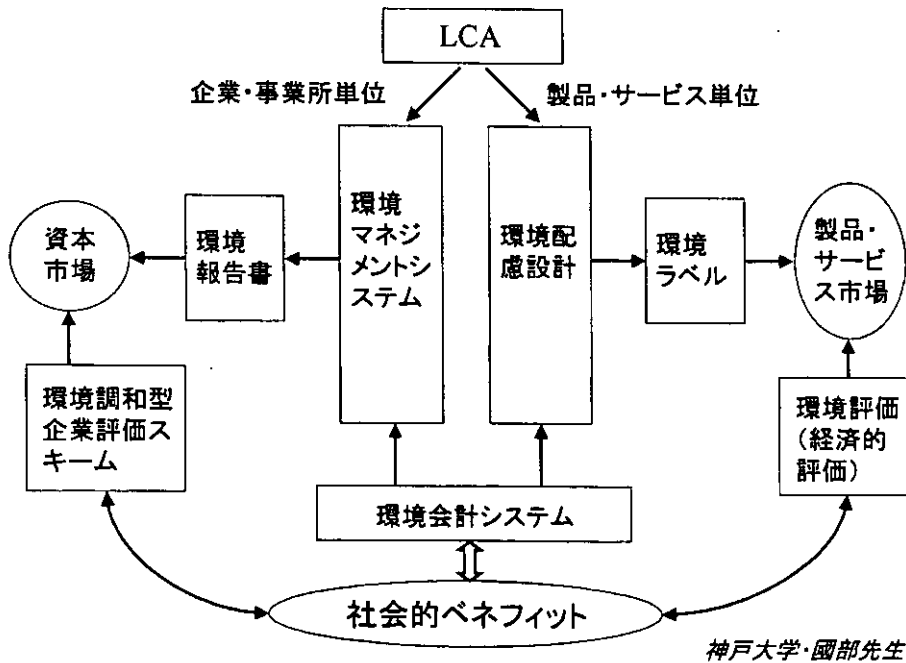 LCA
企業・事業所単位
製品・サービス単位
資本
市場
環境
報告書
環境
マネジ
メントシ
ステム
環境配
慮設計
環境
ラベル
製品・
サービ
ス市場
環境調和型
企業評価ス
キーム
環境評価
(経済的
評価)
環境会計システム
社会的ベネフィット
神戸大学・國部先生